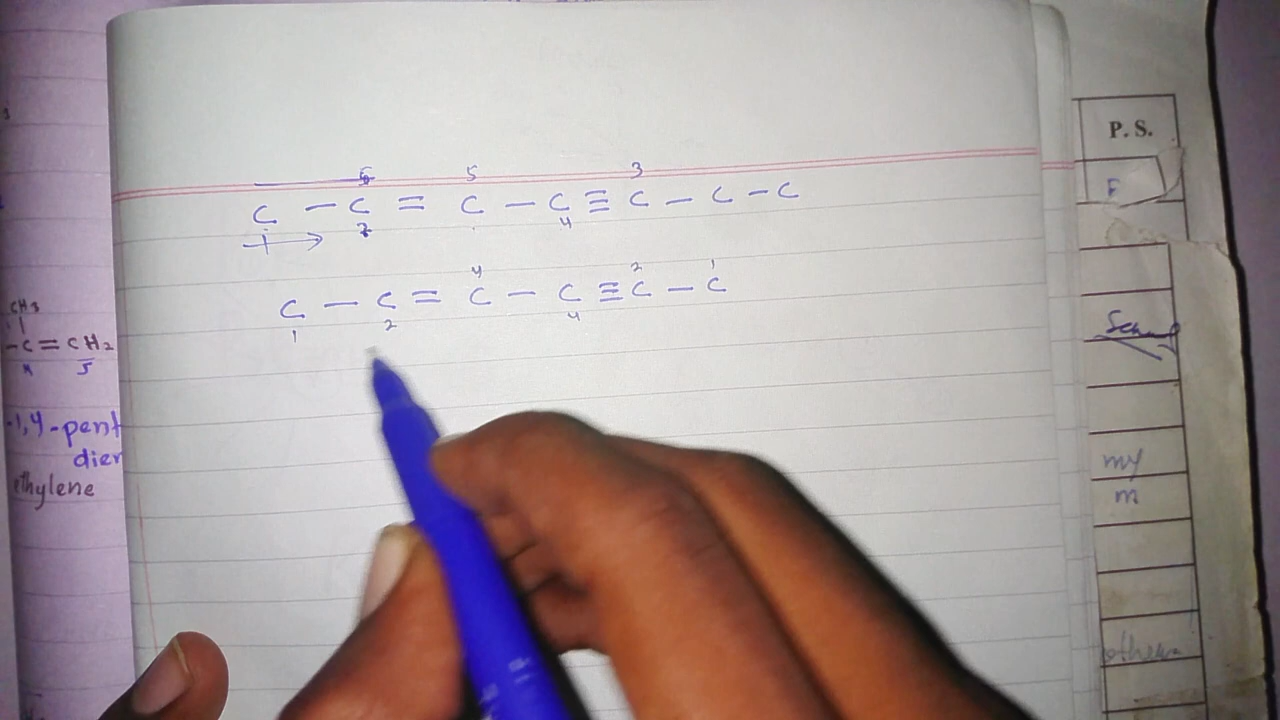 6 5 3
C - C = C - C ≡ C - C - C
1 2 4
4 2 1
C - C = C - C ≡ C - C
1 2 4
CH3
- C = CH2
4 5
-1,4-pent
dien
ethylene
P. S.
my
m